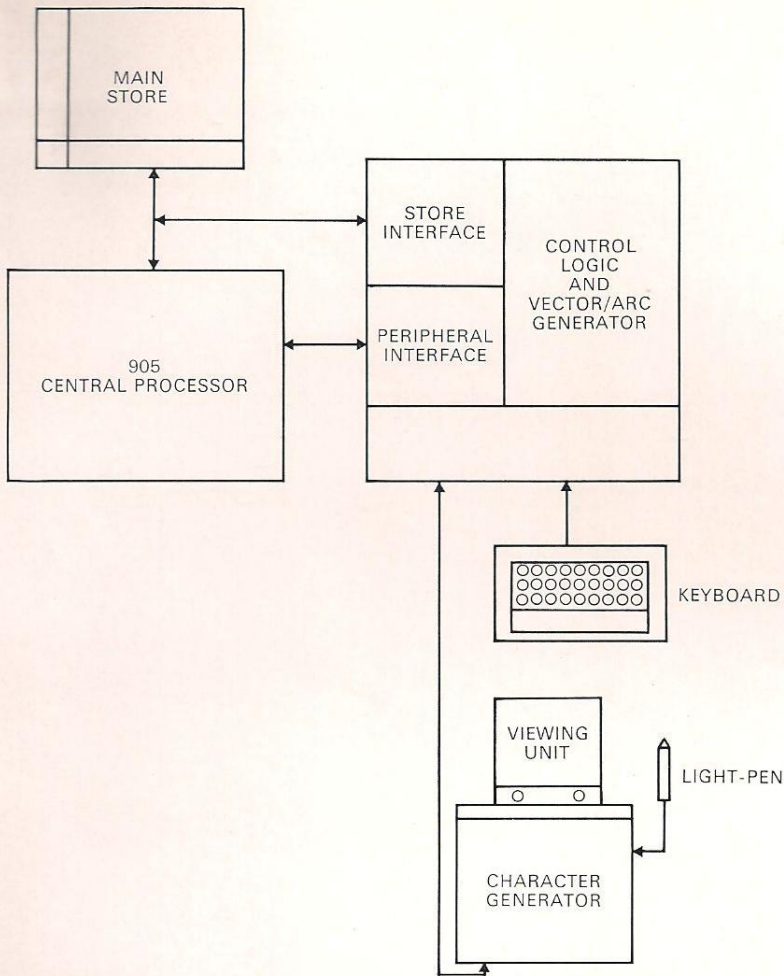 MAIN
STORE
STORE
INTERFACE
CONTROL
LOGIC
AND
VECTOR/ARC
GENERATOR
PERIPHERAL
INTERFACE
905
CENTRAL PROCESSOR
KEYBOARD
VIEWING
UNIT
LIGHT-PEN
CHARACTER
GENERATOR